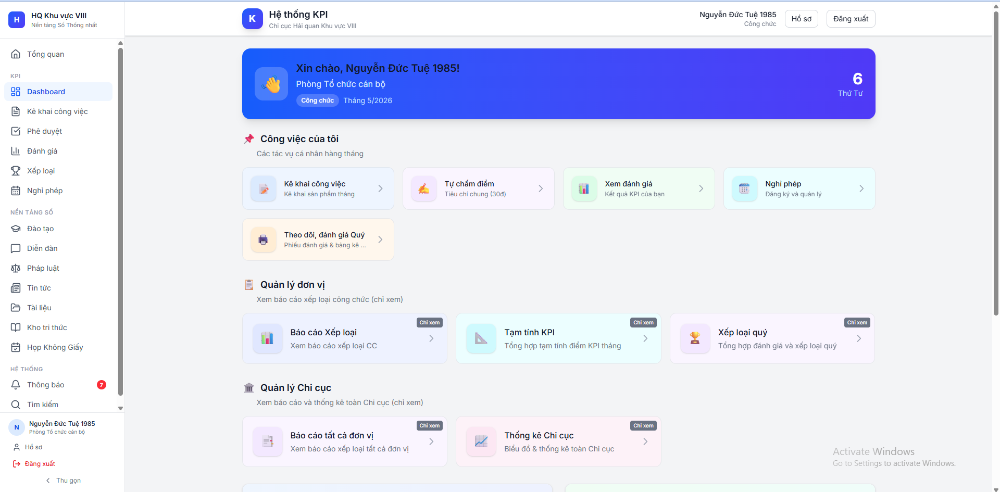 H
HQ Khu vực VIII
Nền tảng Số Thống nhất
Tổng quan
KPI
Dashboard
Kê khai công việc
Phê duyệt
Đánh giá
Xếp loại
Nghỉ phép
NỀN TẢNG SỐ
Đào tạo
Diễn đàn
Pháp luật
Tin tức
Tài liệu
Kho tri thức
Họp Không Giấy
HỆ THỐNG
Thông báo
7
Tìm kiếm
N
Nguyễn Đức Tuệ 1985
Phòng Tổ chức cán bộ
Hồ sơ
Đăng xuất
Thu gọn
K
Hệ thống KPI
Chi cục Hải quan Khu vực VIII
Nguyễn Đức Tuệ 1985
Công chức
Hồ sơ
Đăng xuất
Xin chào, Nguyễn Đức Tuệ 1985!
Phòng Tổ chức cán bộ
Công chức
Tháng 5/2026
6
Thứ Tư
Công việc của tôi
Các tác vụ cá nhân hàng tháng
Kê khai công việc
Kê khai sản phẩm tháng
Tự chấm điểm
Tiêu chí chung (30đ)
Xem đánh giá
Kết quả KPI của bạn
Nghỉ phép
Đăng ký và quản lý
Theo dõi, đánh giá Quý
Phiếu đánh giá & bảng kê ...
Quản lý đơn vị
Xem báo cáo xếp loại công chức (chỉ xem)
Chỉ xem
Báo cáo Xếp loại
Xem báo cáo xếp loại CC
Chỉ xem
Tạm tính KPI
Tổng hợp tạm tính điểm KPI tháng
Chỉ xem
Xếp loại quý
Tổng hợp đánh giá và xếp loại quý
Quản lý Chi cục
Xem báo cáo và thống kê toàn Chi cục (chỉ xem)
Chỉ xem
Báo cáo tất cả đơn vị
Xem báo cáo xếp loại tất cả đơn vị
Chỉ xem
Thống kê Chi cục
Biểu đồ & thống kê toàn Chi cục
Activate Windows
Go to Settings to activate Windows.